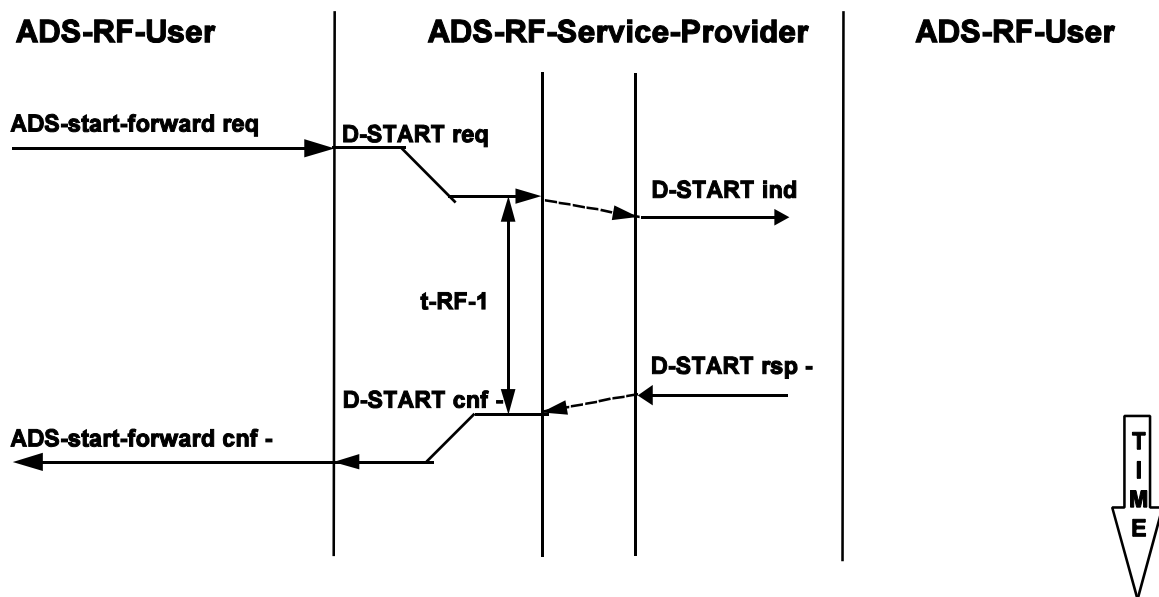 ADS-RF-User
ADS-RF-Service-Provider
ADS-RF-User
ADS-start-forward req
D-START req
D-START ind
t-RF-1
D-START rsp -
D-START cnf -
ADS-start-forward cnf -
T
I
M
E